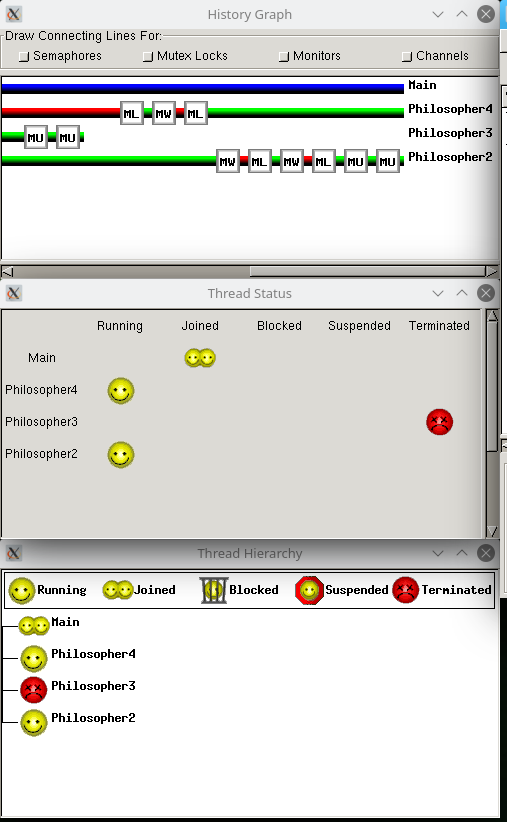 History Graph
Draw Connecting Lines For:
Semaphores Mutex Locks Monitors Channels
Main
ML MW ML Philosopher4
MU MU Philosopher3
MW ML MW ML MU MU Philosopher2
Thread Status
Running Joined Blocked Suspended Terminated
Main
Philosopher4
Philosopher3
Philosopher2
Thread Hierarchy
Running Joined Blocked Suspended Terminated
Main
Philosopher4
Philosopher3
Philosopher2